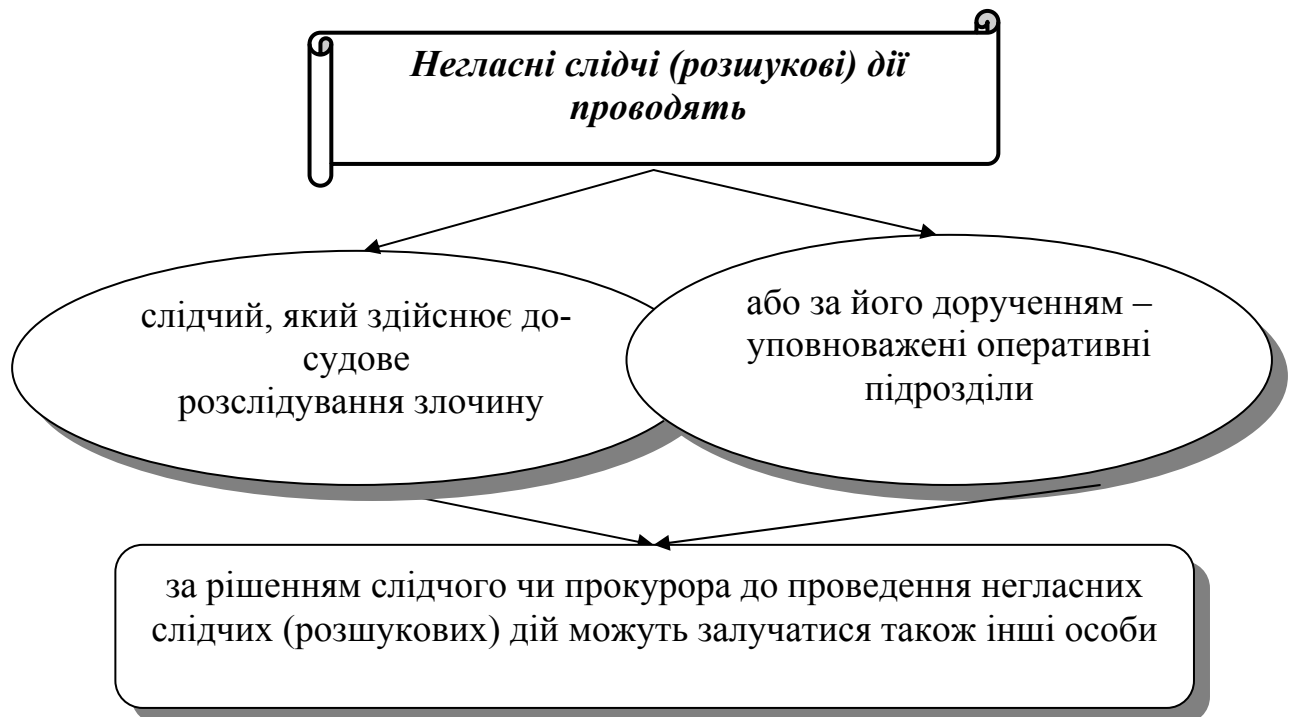 Негласні слідчі (розшукові) дії
проводять
слідчий, який здійснює до-
судове
розслідування злочину
або за його дорученням –
уповноважені оперативні
підрозділи
за рішенням слідчого чи прокурора до проведення негласних
слідчих (розшукових) дій можуть залучатися також інші особи